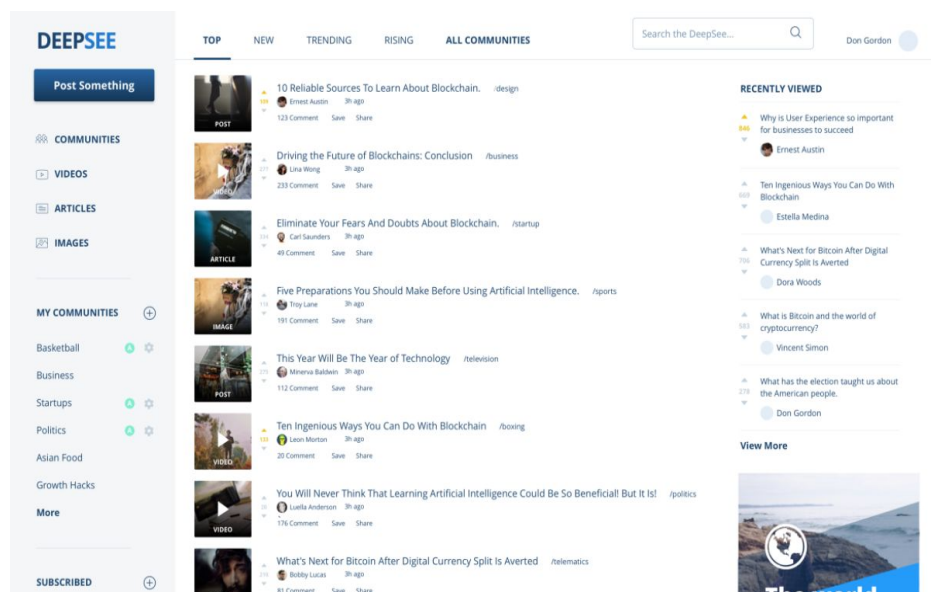 DEEPSEE
Post Something
COMMUNITIES
VIDEOS
ARTICLES
IMAGES
MY COMMUNITIES
Basketball
Business
Startups
Politics
Asian Food
Growth Hacks
More
SUBSCRIBED
TOP NEW TRENDING RISING ALL COMMUNITIES
Search the DeepSee...
Don Gordon
POST
10 Reliable Sources To Learn About Blockchain. /design
Ernest Austin 3h ago
123 Comment Save Share
VIDEO
Driving the Future of Blockchains: Conclusion /business
Lina Wong 3h ago
233 Comment Save Share
ARTICLE
Eliminate Your Fears And Doubts About Blockchain. /startup
Carl Saunders 3h ago
49 Comment Save Share
IMAGE
Five Preparations You Should Make Before Using Artificial Intelligence. /sports
Troy Lane 3h ago
191 Comment Save Share
POST
This Year Will Be The Year of Technology /television
Minerva Baldwin 3h ago
112 Comment Save Share
VIDEO
Ten Ingenious Ways You Can Do With Blockchain /boxing
Leon Morton 3h ago
20 Comment Save Share
VIDEO
You Will Never Think That Learning Artificial Intelligence Could Be So Beneficial! But It Is! /politics
Luella Anderson 3h ago
176 Comment Save Share
What's Next for Bitcoin After Digital Currency Split Is Averted /telematics
Bobby Lucas 3h ago
81 Comment Save Share
RECENTLY VIEWED
Why is User Experience so important
for businesses to succeed
846
Ernest Austin
Ten Ingenious Ways You Can Do With
Blockchain
669
Estella Medina
What's Next for Bitcoin After Digital
Currency Split Is Averted
756
Dora Woods
What is Bitcoin and the world of
cryptocurrency?
583
Vincent Simon
What has the election taught us about
the American people.
278
Don Gordon
View More
The world